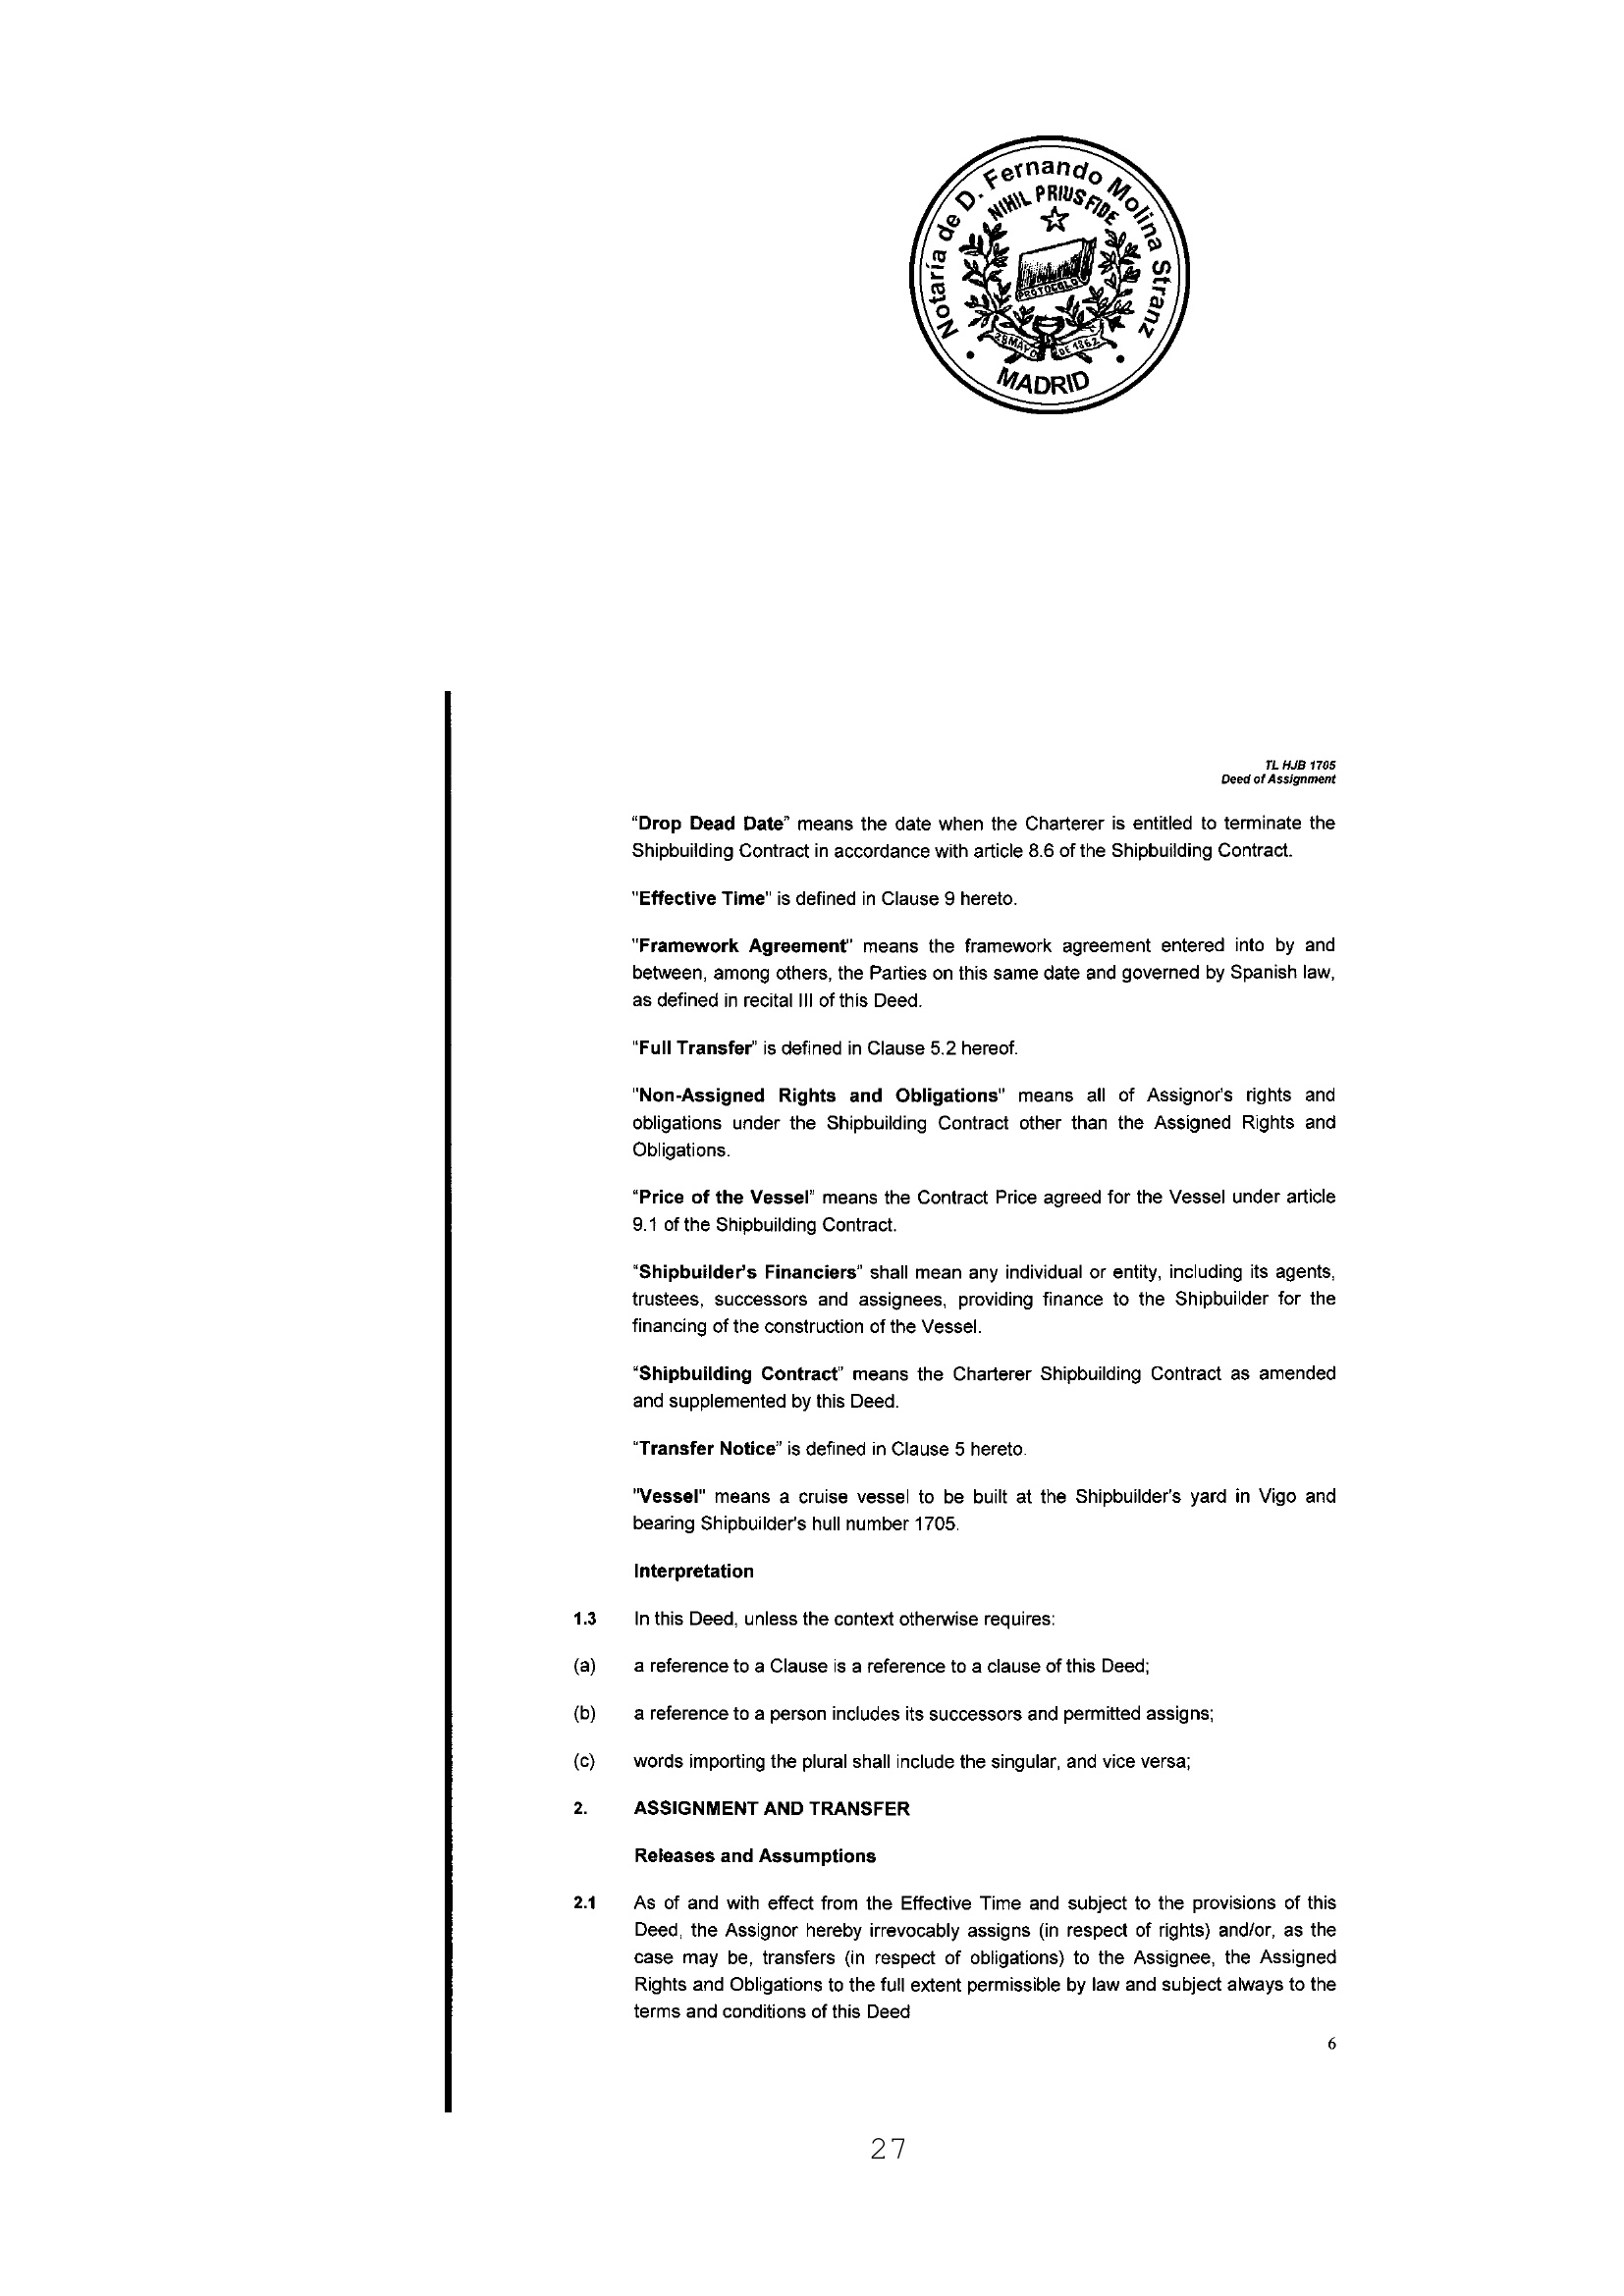 Notaría de D. Fernando Molina Stranz
NIHIL PRIUS FIDE
PROTOCOLO
28 MAYO DE 1862
MADRID
TL HJB 1705
Deed of Assignment
“Drop Dead Date” means the date when the Charterer is entitled to terminate the
Shipbuilding Contract in accordance with article 8.6 of the Shipbuilding Contract.
"Effective Time" is defined in Clause 9 hereto.
"Framework Agreement" means the framework agreement entered into by and
between, among others, the Parties on this same date and governed by Spanish law,
as defined in recital III of this Deed.
"Full Transfer" is defined in Clause 5.2 hereof.
"Non-Assigned Rights and Obligations" means all of Assignor's rights and
obligations under the Shipbuilding Contract other than the Assigned Rights and
Obligations.
“Price of the Vessel” means the Contract Price agreed for the Vessel under article
9.1 of the Shipbuilding Contract.
“Shipbuilder's Financiers” shall mean any individual or entity, including its agents,
trustees, successors and assignees, providing finance to the Shipbuilder for the
financing of the construction of the Vessel.
“Shipbuilding Contract” means the Charterer Shipbuilding Contract as amended
and supplemented by this Deed.
“Transfer Notice” is defined in Clause 5 hereto.
"Vessel" means a cruise vessel to be built at the Shipbuilder's yard in Vigo and
bearing Shipbuilder's hull number 1705.
Interpretation
1.3 In this Deed, unless the context otherwise requires:
(a) a reference to a Clause is a reference to a clause of this Deed;
(b) a reference to a person includes its successors and permitted assigns;
(c) words importing the plural shall include the singular, and vice versa;
2. ASSIGNMENT AND TRANSFER
Releases and Assumptions
2.1 As of and with effect from the Effective Time and subject to the provisions of this
Deed, the Assignor hereby irrevocably assigns (in respect of rights) and/or, as the
case may be, transfers (in respect of obligations) to the Assignee, the Assigned
Rights and Obligations to the full extent permissible by law and subject always to the
terms and conditions of this Deed
6
27